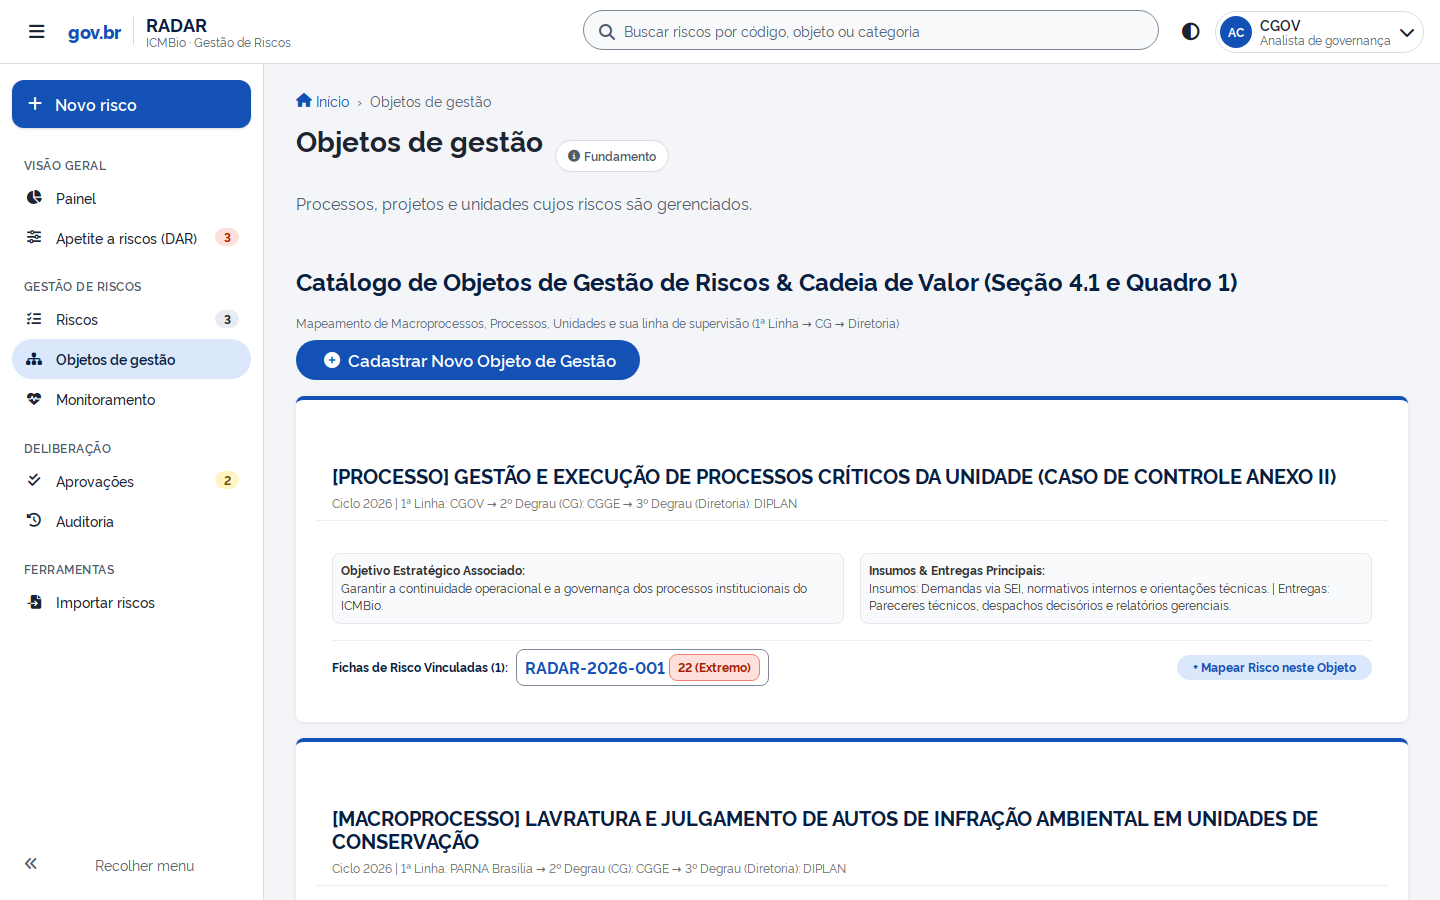 gov.br
RADAR
ICMBio · Gestão de Riscos
Buscar riscos por código, objeto ou categoria
AC
CGOV
Analista de governança
Novo risco
VISÃO GERAL
Painel
Apetite a riscos (DAR) 3
GESTÃO DE RISCOS
Riscos 3
Objetos de gestão
Monitoramento
DELIBERAÇÃO
Aprovações 2
Auditoria
FERRAMENTAS
Importar riscos
Recolher menu
Início › Objetos de gestão
Objetos de gestão
Fundamento
Processos, projetos e unidades cujos riscos são gerenciados.
Catálogo de Objetos de Gestão de Riscos & Cadeia de Valor (Seção 4.1 e Quadro 1)
Mapeamento de Macroprocessos, Processos, Unidades e sua linha de supervisão (1ª Linha → CG → Diretoria)
Cadastrar Novo Objeto de Gestão
[PROCESSO] GESTÃO E EXECUÇÃO DE PROCESSOS CRÍTICOS DA UNIDADE (CASO DE CONTROLE ANEXO II)
Ciclo 2026 | 1ª Linha: CGOV → 2º Degrau (CG): CGGE → 3º Degrau (Diretoria): DIPLAN
Objetivo Estratégico Associado:
Garantir a continuidade operacional e a governança dos processos institucionais do
ICMBio.
Insumos & Entregas Principais:
Insumos: Demandas via SEI, normativos internos e orientações técnicas. | Entregas:
Pareceres técnicos, despachos decisórios e relatórios gerenciais.
Fichas de Risco Vinculadas (1): RADAR-2026-001 22 (Extremo)
+ Mapear Risco neste Objeto
[MACROPROCESSO] LAVRATURA E JULGAMENTO DE AUTOS DE INFRAÇÃO AMBIENTAL EM UNIDADES DE
CONSERVAÇÃO
Ciclo 2026 | 1ª Linha: PARNA Brasília → 2º Degrau (CG): CGGE → 3º Degrau (Diretoria): DIPLAN